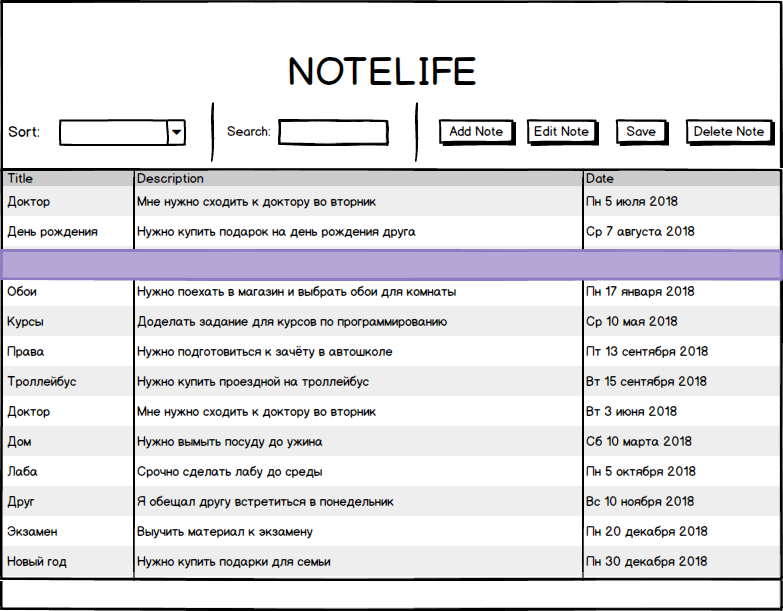 NOTELIFE
Sort: Search: Add Note Edit Note Save Delete Note
Title Description Date
Доктор Мне нужно сходить к доктору во вторник Пн 5 июля 2018
День рождения Нужно купить подарок на день рождения друга Ср 7 августа 2018
Обои Нужно поехать в магазин и выбрать обои для комнаты Пн 17 января 2018
Курсы Доделать задание для курсов по программированию Ср 10 мая 2018
Права Нужно подготовиться к зачёту в автошколе Пт 13 сентября 2018
Троллейбус Нужно купить проездной на троллейбус Вт 15 сентября 2018
Доктор Мне нужно сходить к доктору во вторник Вт 3 июня 2018
Дом Нужно вымыть посуду до ужина Сб 10 марта 2018
Лаба Срочно сделать лабу до среды Пн 5 октября 2018
Друг Я обещал другу встретиться в понедельник Вс 10 ноября 2018
Экзамен Выучить материал к экзамену Пн 20 декабря 2018
Новый год Нужно купить подарки для семьи Пн 30 декабря 2018